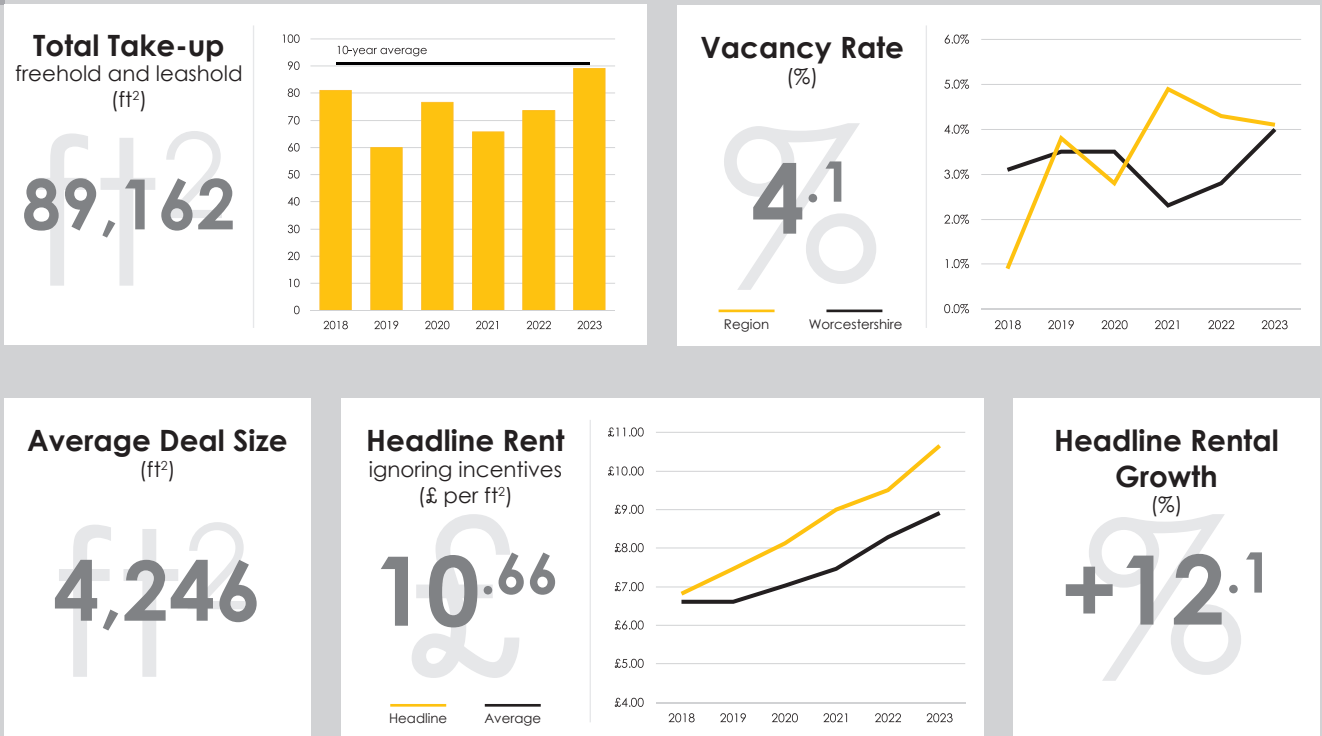 Total Take-up
freehold and leashold
(ft²)
ft2
89,162
100
90
80
70
60
50
40
30
20
10
0
10-year average
2018 2019 2020 2021 2022 2023
Vacancy Rate
(%)
%
4.1
Region Worcestershire
6.0%
5.0%
4.0%
3.0%
2.0%
1.0%
0.0%
2018 2019 2020 2021 2022 2023
Average Deal Size
(ft²)
ft2
4,246
Headline Rent
ignoring incentives
(£ per ft²)
£
10.66
Headline Average
£11.00
£10.00
£9.00
£8.00
£7.00
£6.00
£5.00
£4.00
2018 2019 2020 2021 2022 2023
Headline Rental
Growth
(%)
%
+12.1